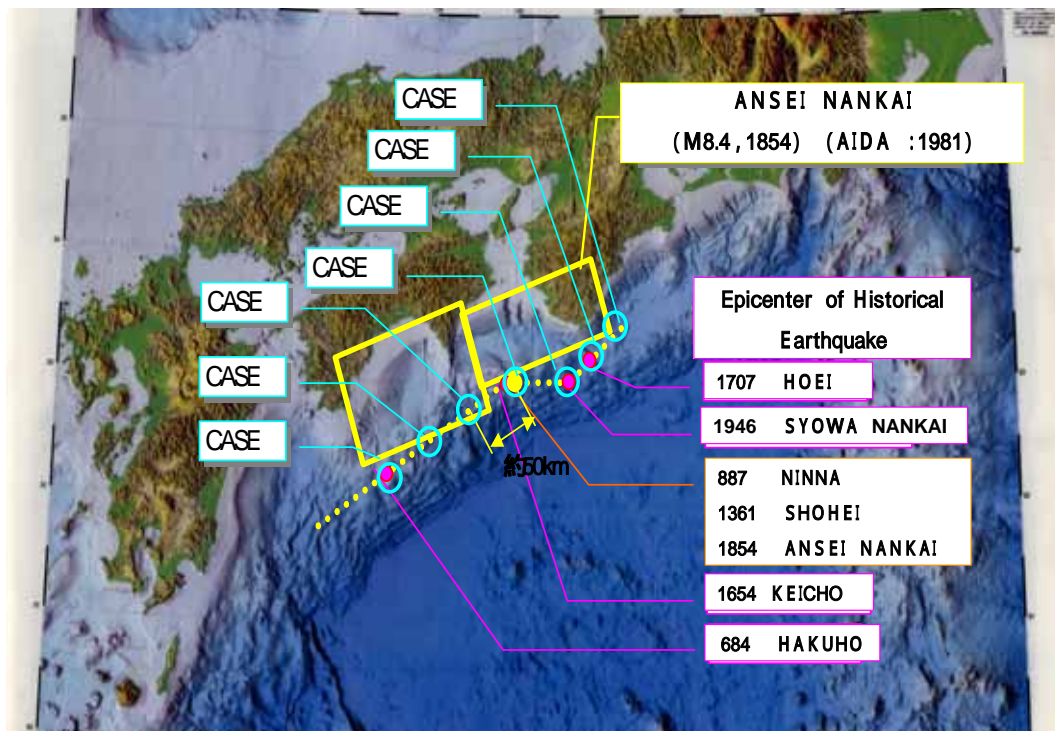 CASE
CASE
CASE
CASE
CASE
CASE
CASE
ANSEI NANKAI
(M8.4,1854) (AIDA :1981)
Epicenter of Historical
Earthquake
1707 HOEI
1946 SYOWA NANKAI
887 NINNA
1361 SHOHEI
1854 ANSEI NANKAI
1654 KEICHO
684 HAKUHO
約50km